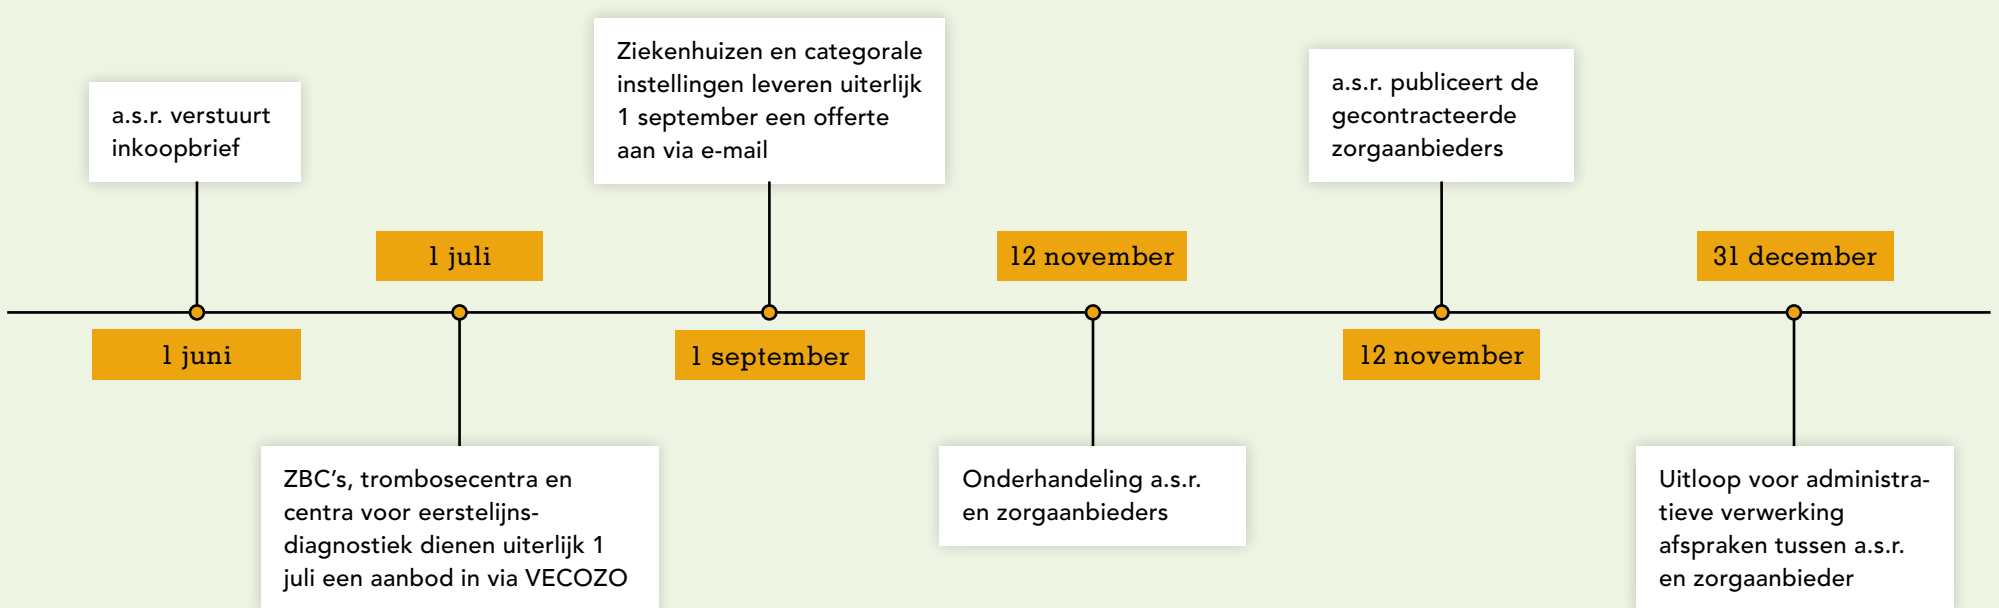 a.s.r. verstuurt
inkoopbrief
1 juni
1 juli
ZBC's, trombosecentra en
centra voor eerstelijns-
diagnostiek dienen uiterlijk 1
juli een aanbod in via VECOZO
Ziekenhuizen en categorale
instellingen leveren uiterlijk
1 september een offerte
aan via e-mail
1 september
12 november
Onderhandeling a.s.r.
en zorgaanbieders
a.s.r. publiceert de
gecontracteerde
zorgaanbieders
12 november
31 december
Uitloop voor administra-
tieve verwerking
afspraken tussen a.s.r.
en zorgaanbieder